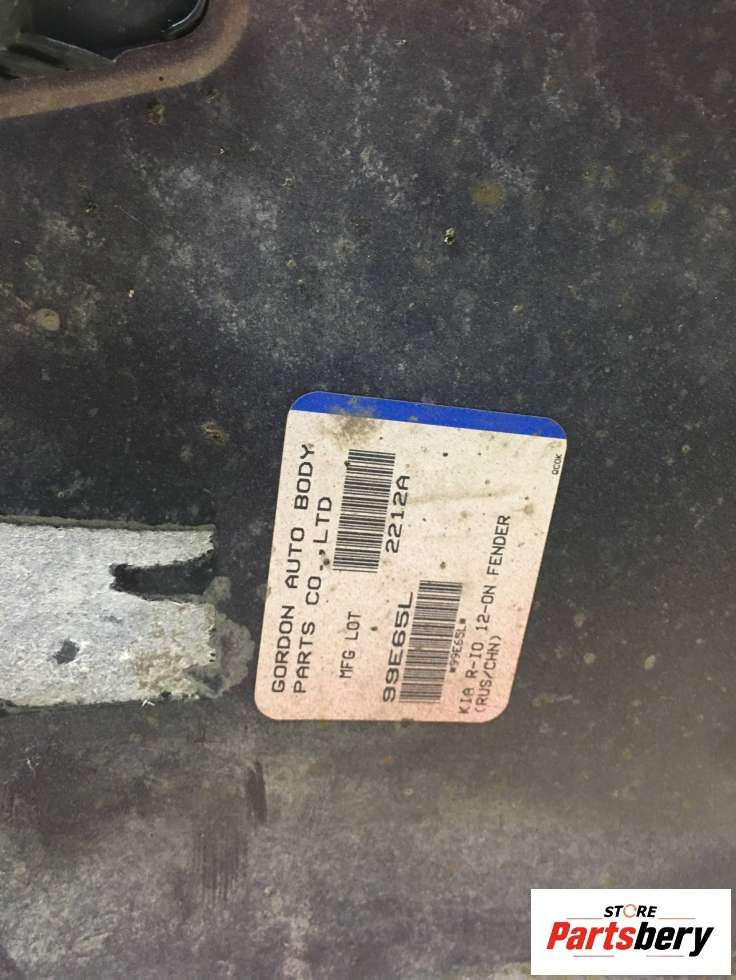 GORDON AUTO BODY
PARTS CO.,LTD
MFG LOT
2212A
99E65L
*99E65L*
KIA R-IO 12-ON FENDER
(RUS/CHN)
QCOK
STORE
Partsbery